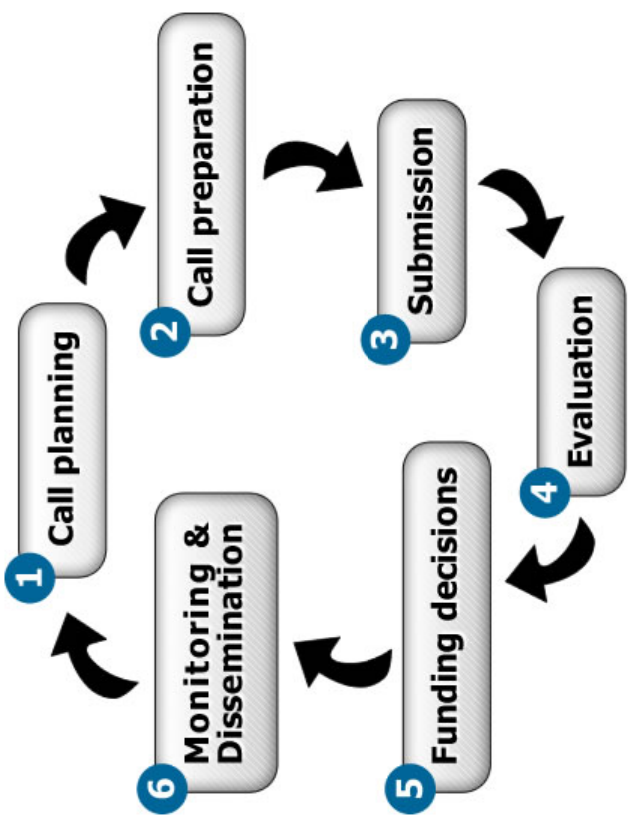 1
Call planning
2
Call preparation
3
Submission
4
Evaluation
5
Funding decisions
6
Monitoring &
Dissemination